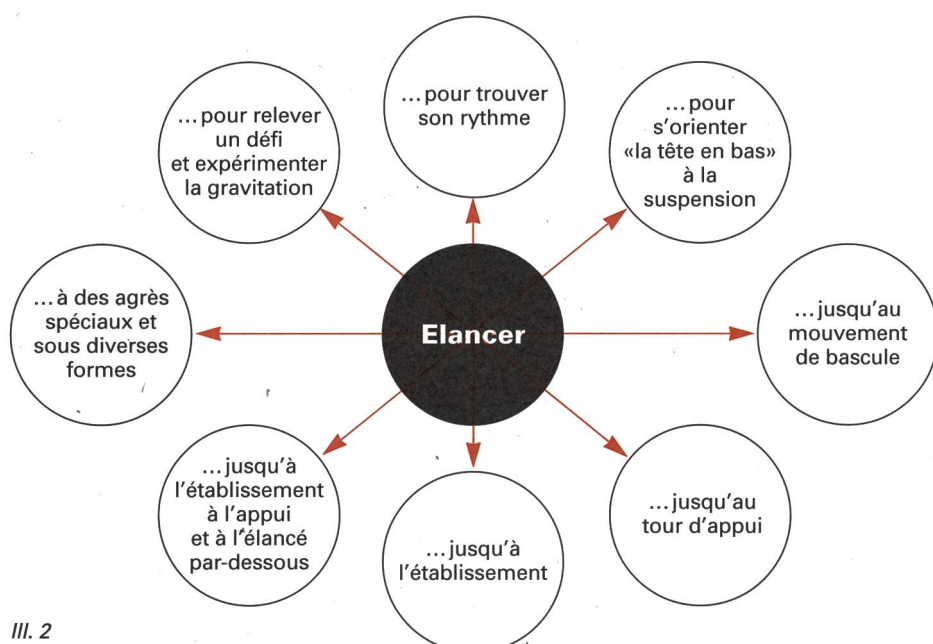 ...pour trouver
son rythme
...pour relever
un défi
et expérimenter
la gravitation
...pour
s'orienter
«la tête en bas»
à la
suspension
...à des agrès
spéciaux et
sous diverses
formes
Elancer
...jusqu'au
mouvement
de bascule
...jusqu'à
l'établissement
à l'appui
et à l'élancé
par-dessous
...jusqu'à
l'établissement
...jusqu'au
tour d'appui
Ill. 2